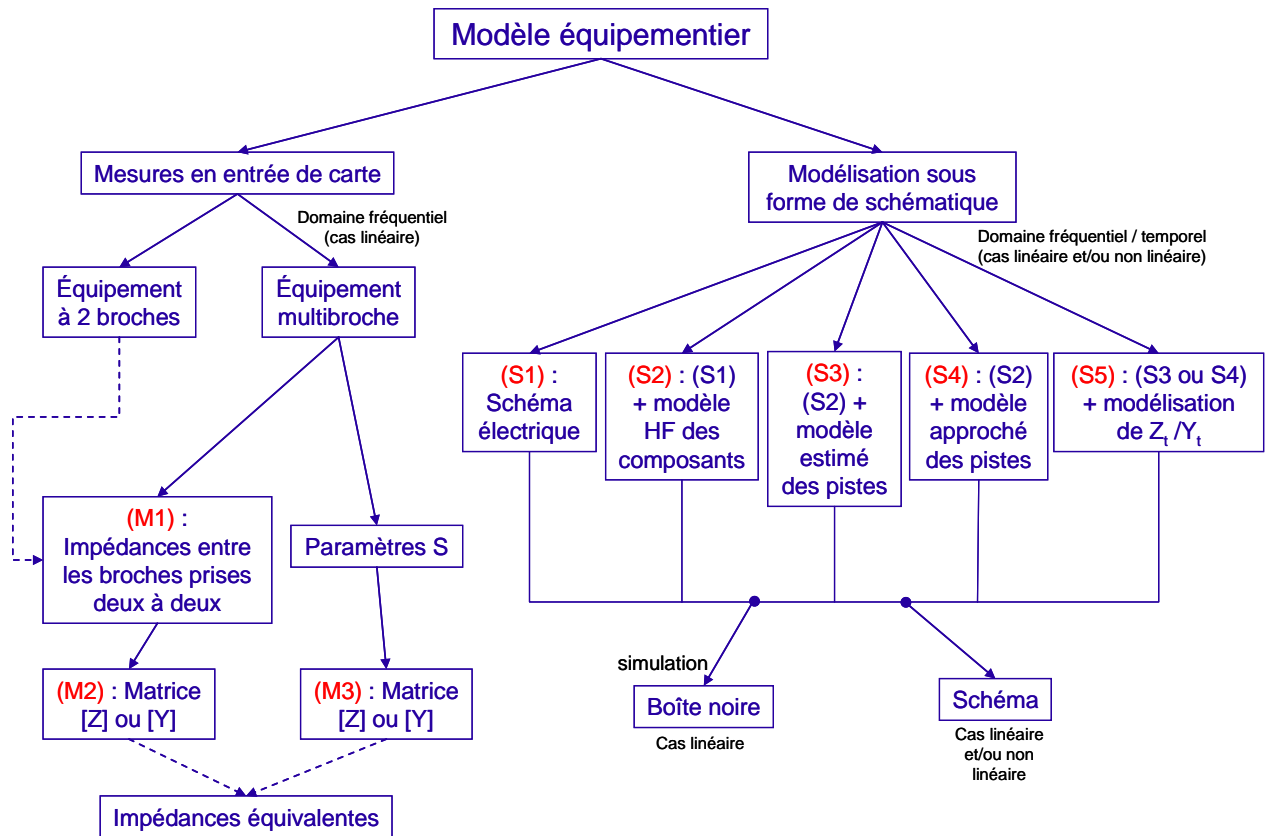 Modèle équipementier
Mesures en entrée de carte
Modélisation sous
forme de schématique
Domaine fréquentiel
(cas linéaire)
Domaine fréquentiel / temporel
(cas linéaire et/ou non linéaire)
Équipement
à 2 broches
Équipement
multibroche
(S1) :
Schéma
électrique
(S2) : (S1)
+ modèle
HF des
composants
(S3) :
(S2) +
modèle
estimé
des pistes
(S4) : (S2)
+ modèle
approché
des pistes
(S5) : (S3 ou S4)
+ modélisation
de Zt /Yt
(M1) :
Impédances entre
les broches prises
deux à deux
Paramètres S
(M2) : Matrice
[Z] ou [Y]
(M3) : Matrice
[Z] ou [Y]
simulation
Boîte noire
Cas linéaire
Schéma
Cas linéaire
et/ou non
linéaire
Impédances équivalentes